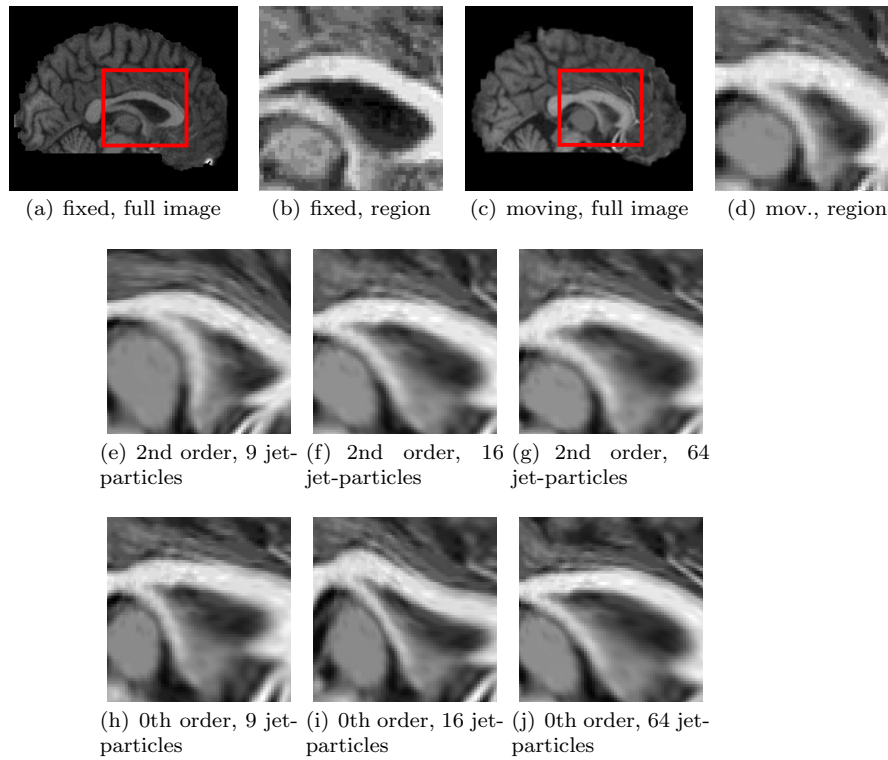 (a) fixed, full image
(b) fixed, region
(c) moving, full image
(d) mov., region
(e) 2nd order, 9 jet-
particles
(f) 2nd order, 16
jet-particles
(g) 2nd order, 64
jet-particles
(h) 0th order, 9 jet-
particles
(i) 0th order, 16 jet-
particles
(j) 0th order, 64 jet-
particles